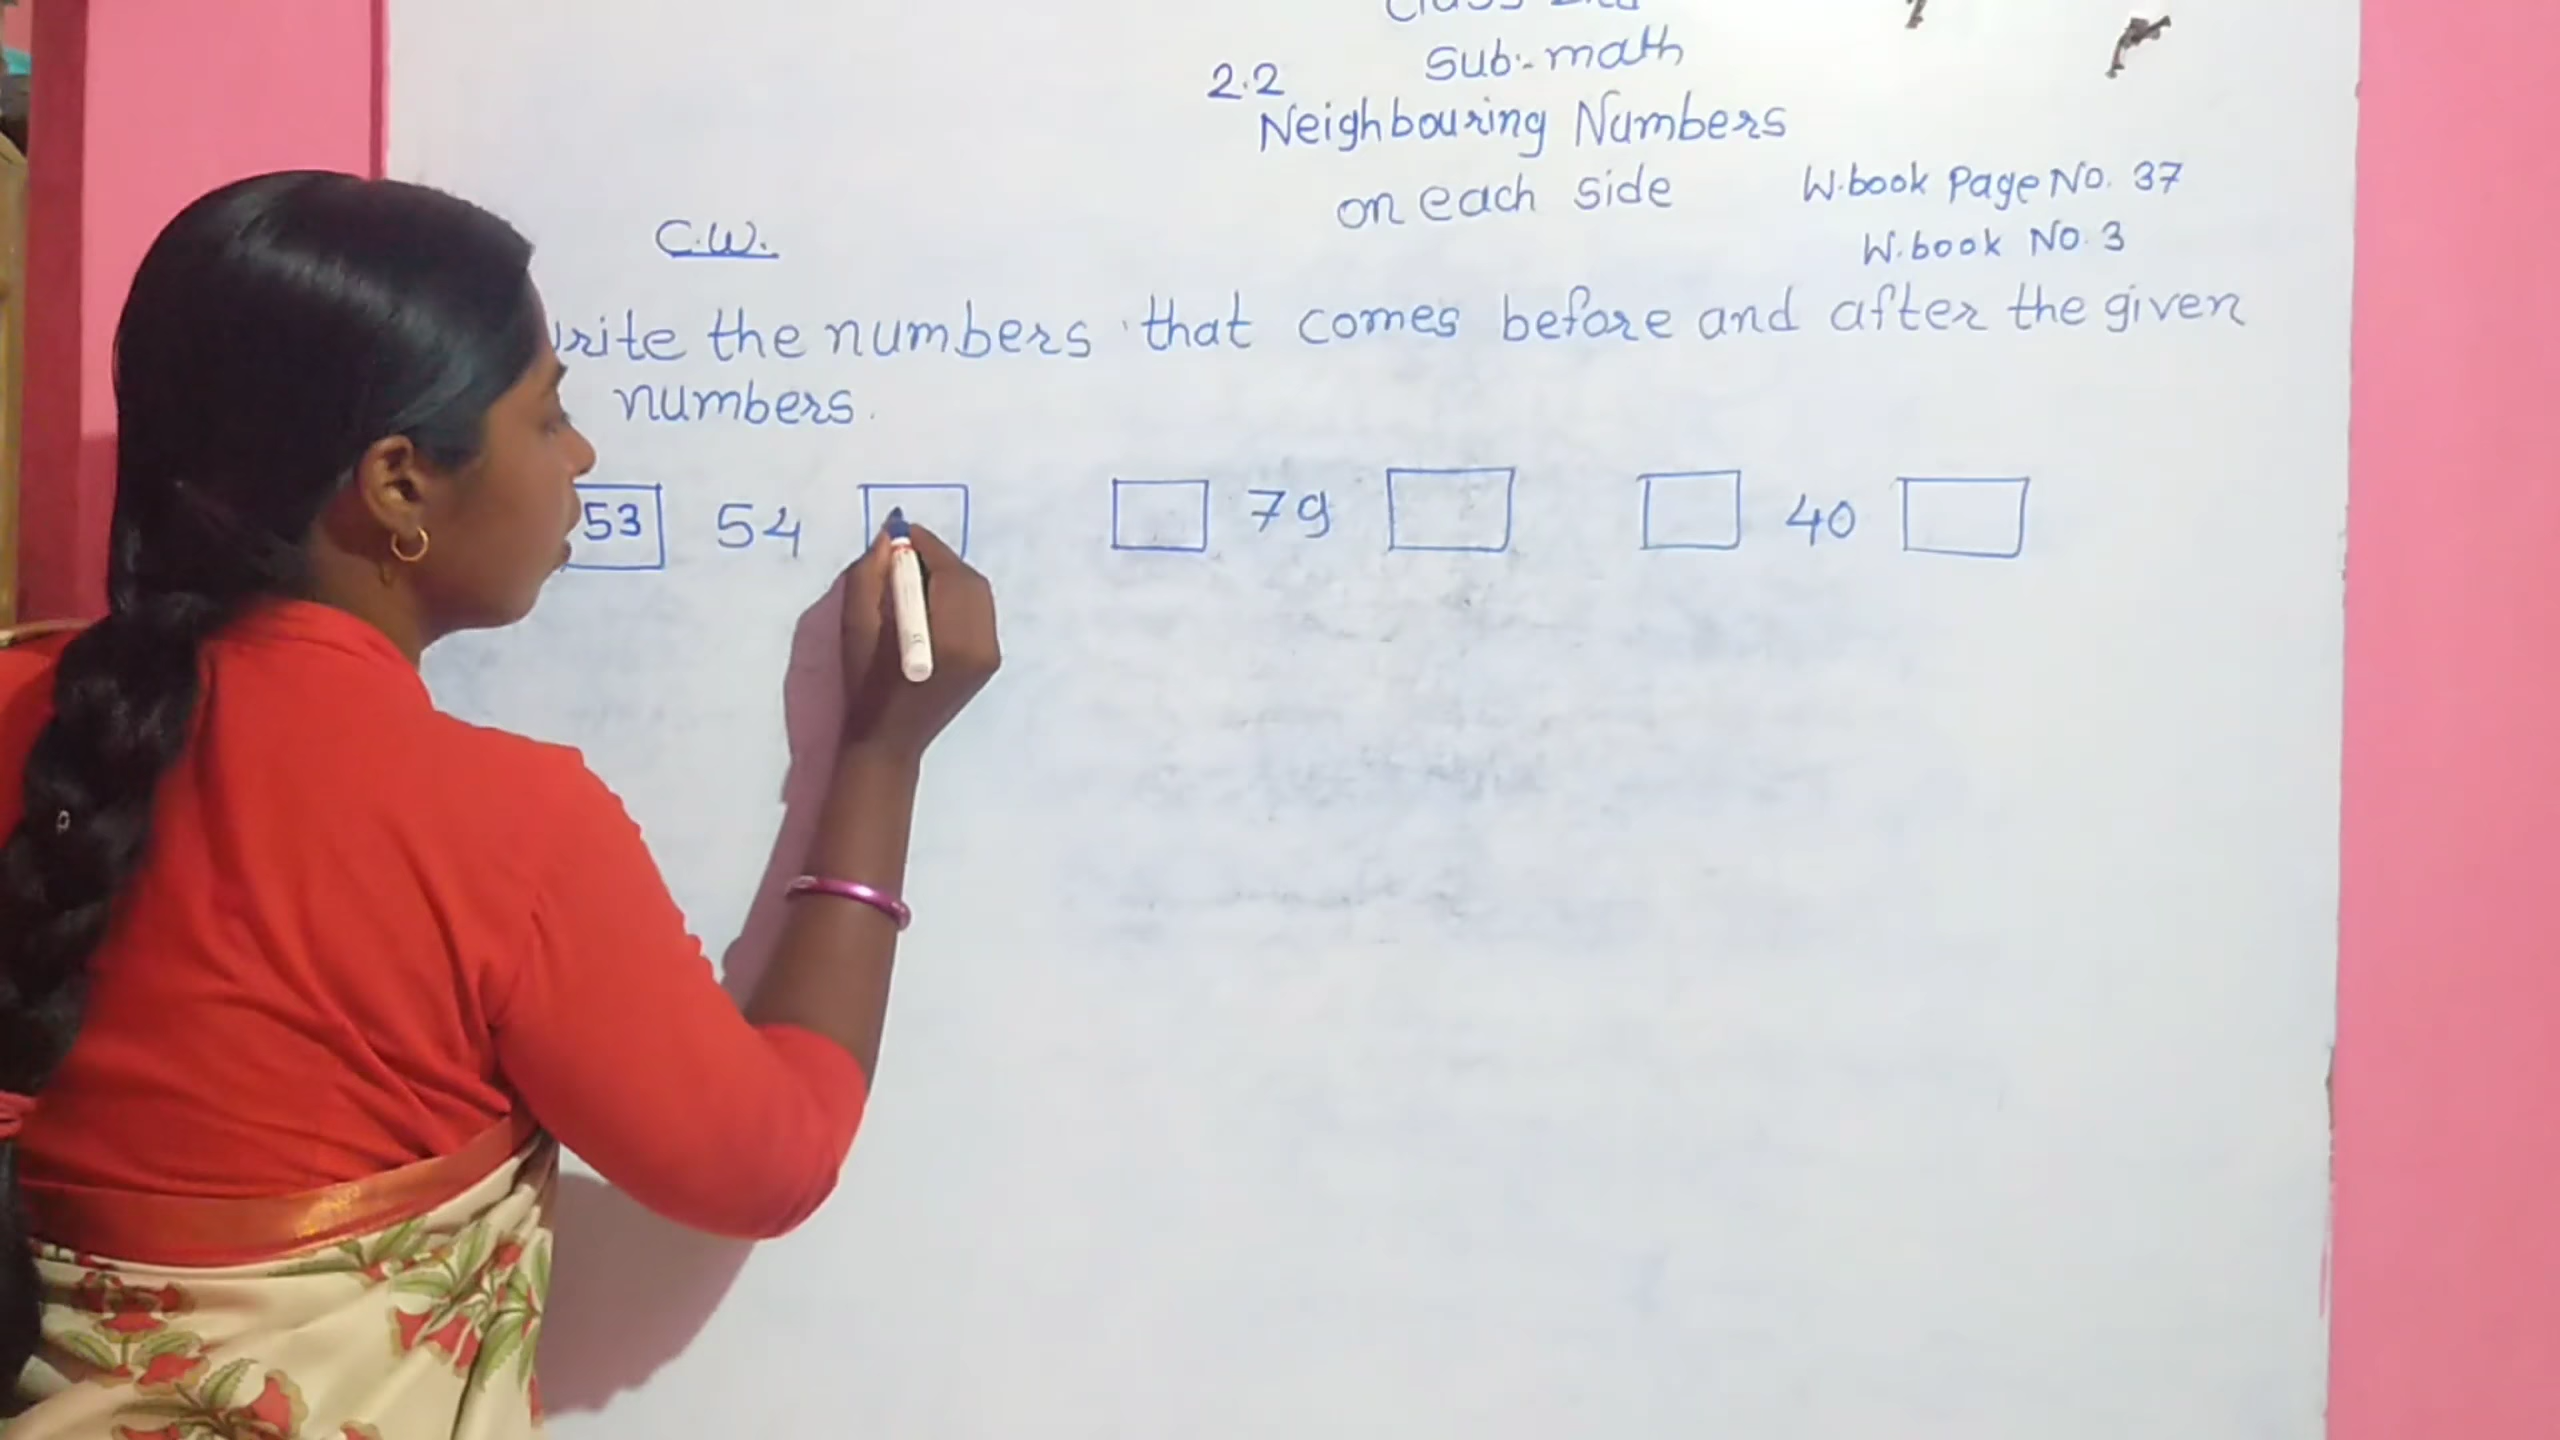 Sub:- math
2.2
Neighbouring Numbers
on each side
W.book Page No. 37
W.book No. 3
C.W.
the numbers that comes before and after the given
numbers.
53 54 79 40